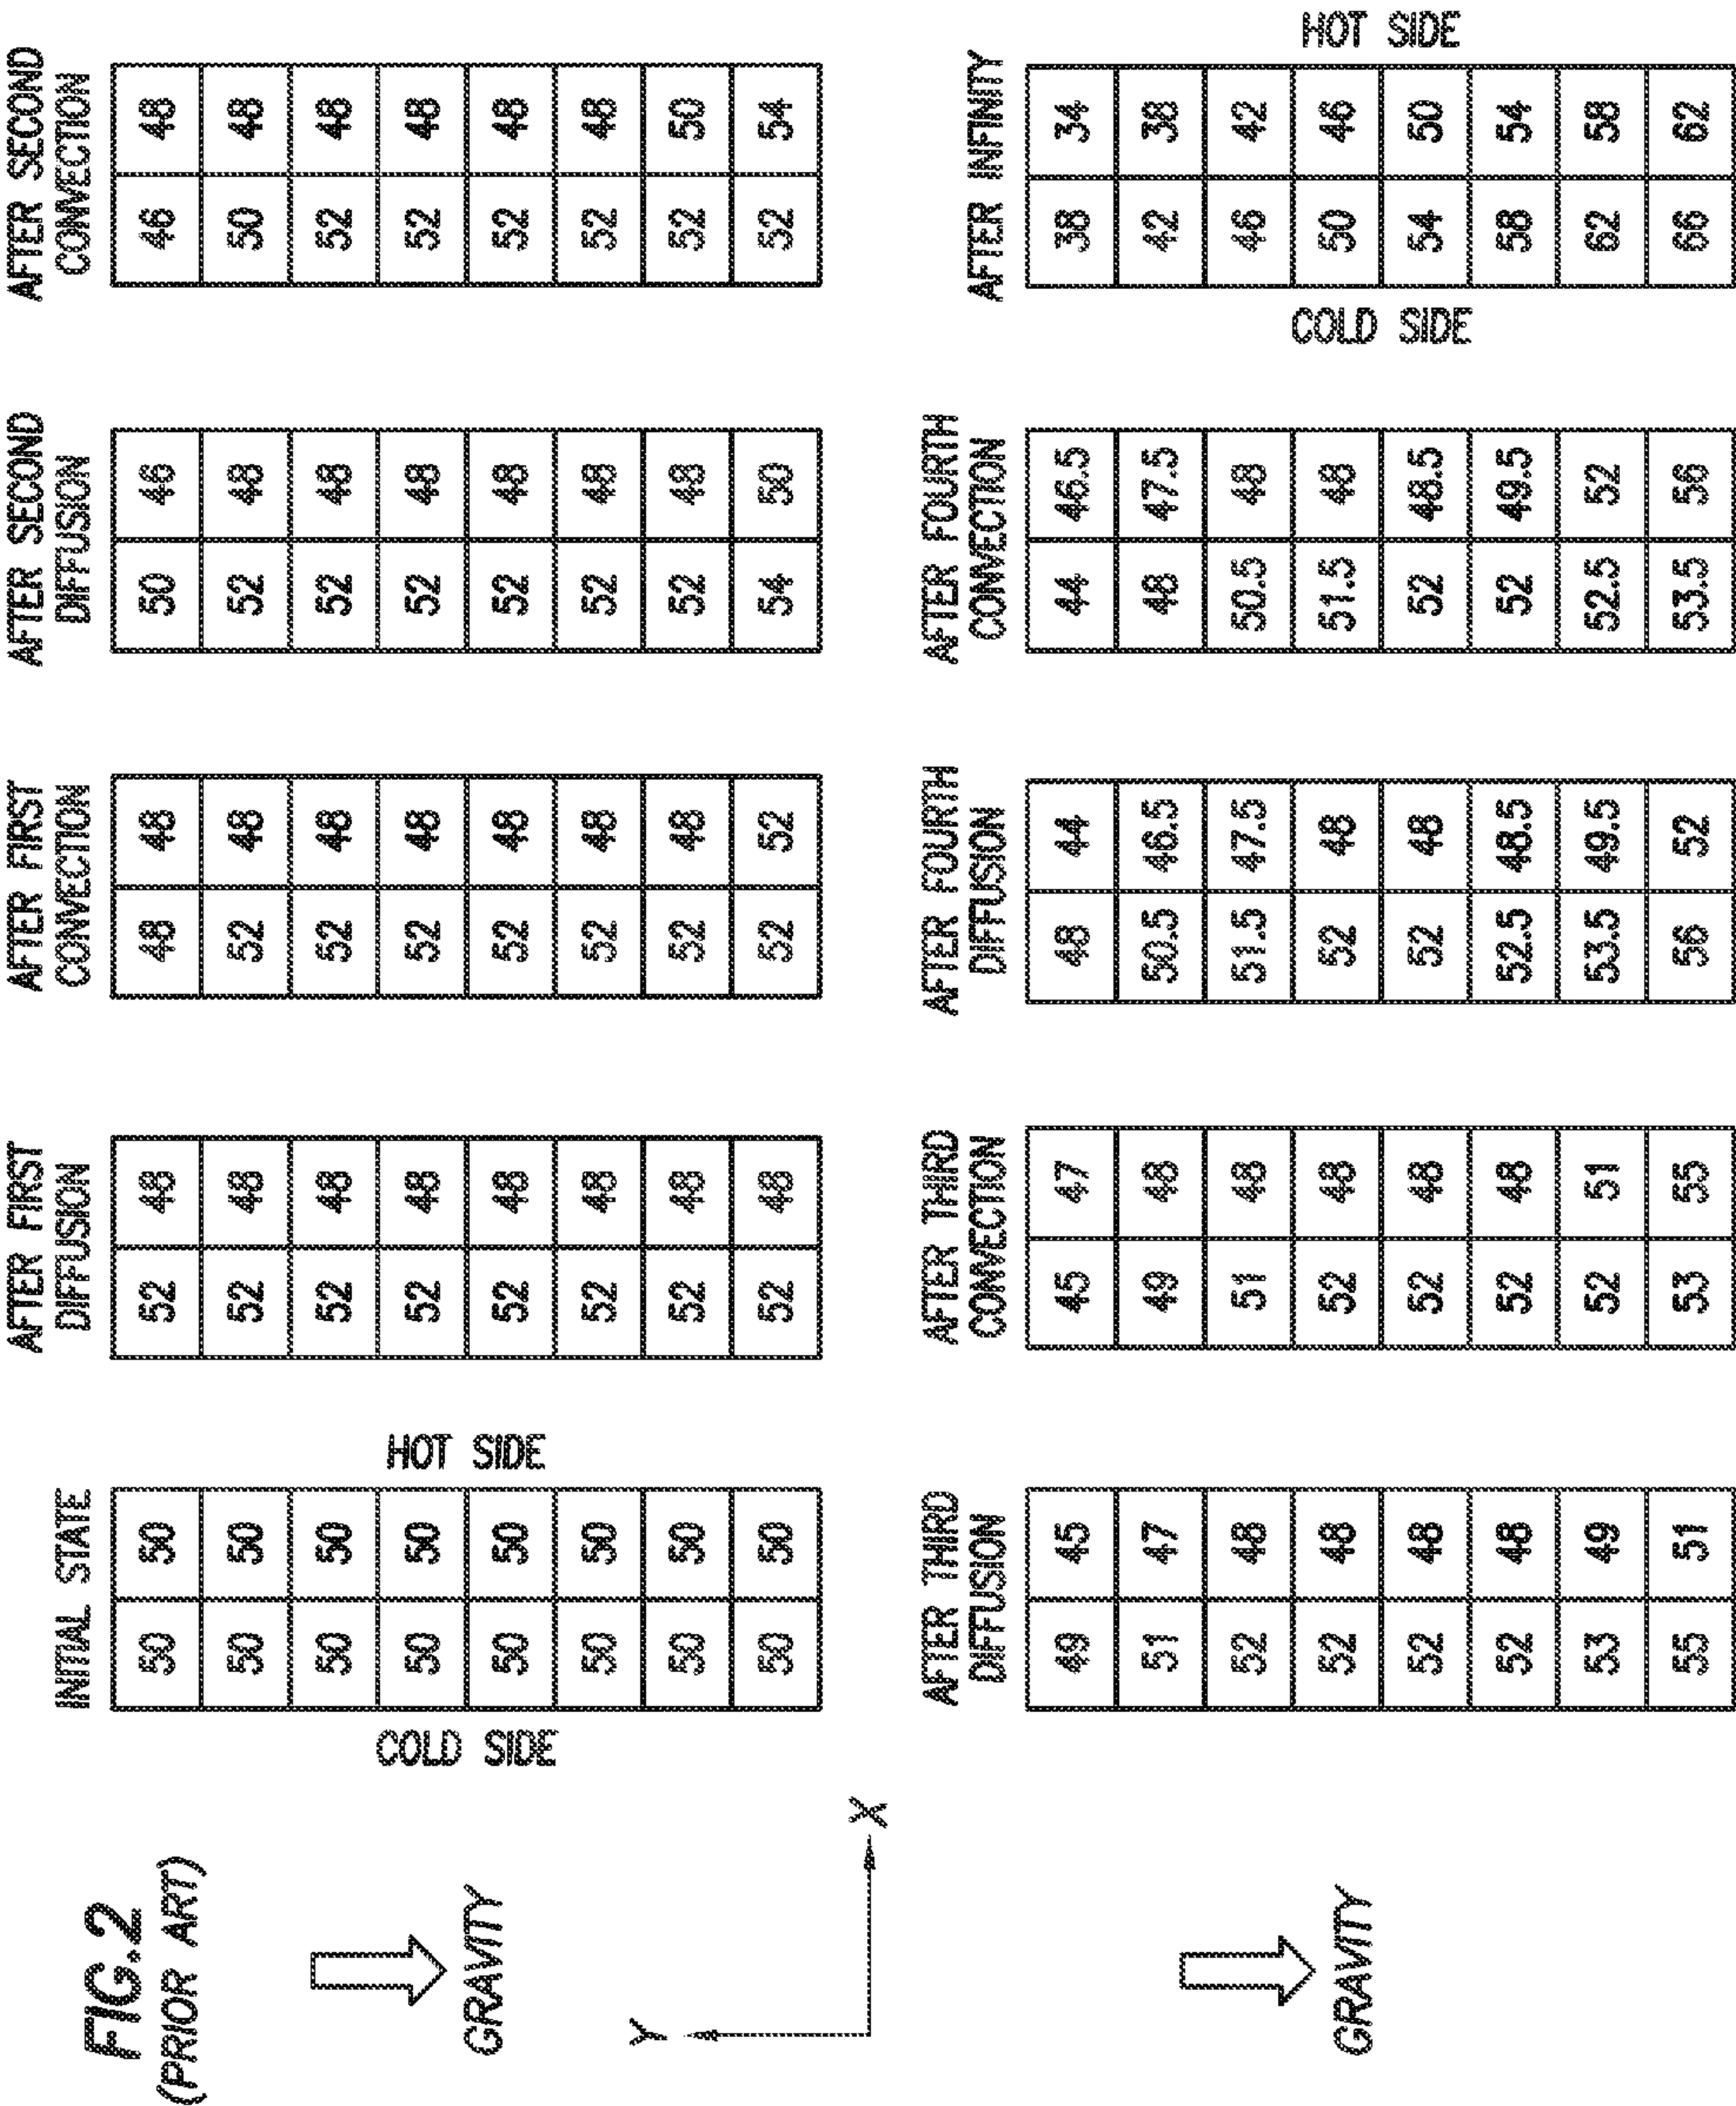 FIG.2
(PRIOR ART)
GRAVITY
Y
X
INITIAL STATE
COLD SIDE
HOT SIDE
50 50
50 50
50 50
50 50
50 50
50 50
50 50
50 50
AFTER FIRST
DIFFUSION
52 48
52 48
52 48
52 48
52 48
52 48
52 48
52 48
AFTER FIRST
CONVECTION
48 48
52 48
52 48
52 48
52 48
52 48
52 48
52 52
AFTER SECOND
DIFFUSION
50 46
52 48
52 48
52 48
52 48
52 48
52 48
54 50
AFTER SECOND
CONVECTION
46 48
50 48
52 48
52 48
52 48
52 48
52 50
52 54
GRAVITY
AFTER THIRD
DIFFUSION
49 45
51 47
52 48
52 48
52 48
52 48
53 49
55 51
AFTER THIRD
CONVECTION
45 47
49 48
51 48
52 48
52 48
52 48
52 51
53 55
AFTER FOURTH
DIFFUSION
48 44
50.5 46.5
51.5 47.5
52 48
52 48
52.5 48.5
53.5 49.5
56 52
AFTER FOURTH
CONVECTION
44 46.5
48 47.5
50.5 48
51.5 48
52 48.5
52 49.5
52.5 52
53.5 56
AFTER INFINITY
COLD SIDE
HOT SIDE
38 34
42 38
46 42
50 46
54 50
58 54
62 58
66 62